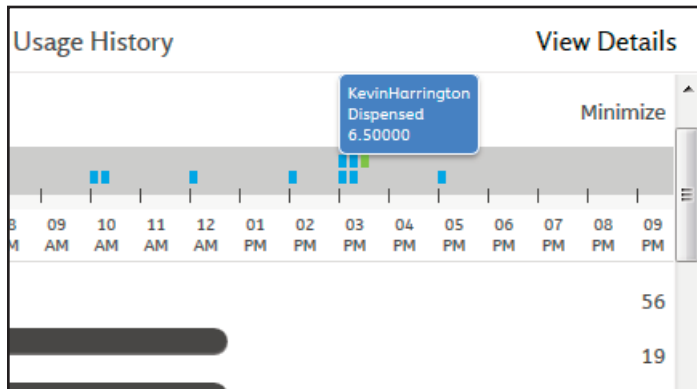 Usage History
View Details
KevinHarrington
Dispensed
6.50000
Minimize
09 10 11 12 01 02 03 04 05 06 07 08 09
AM AM AM AM PM PM PM PM PM PM PM PM PM
56
19